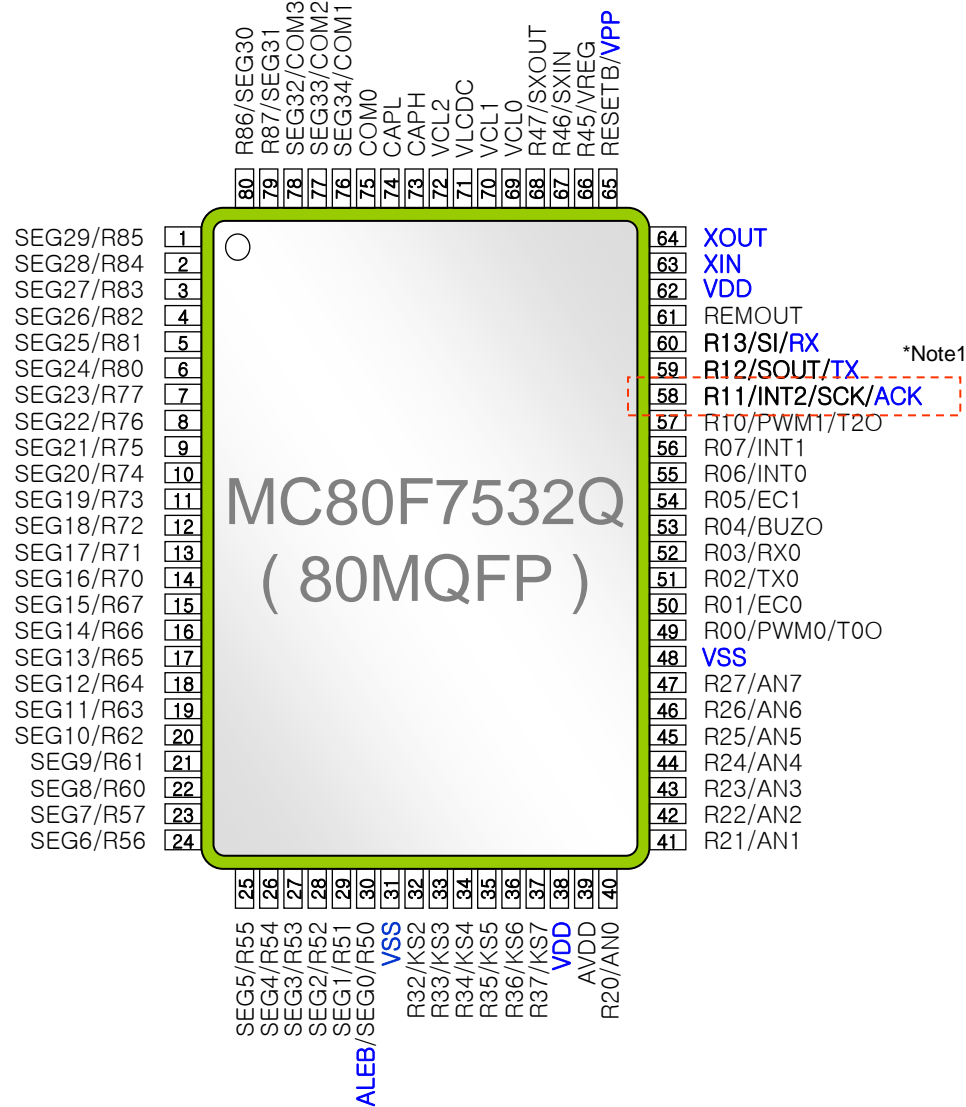 R86/SEG30
R87/SEG31
SEG32/COM3
SEG33/COM2
SEG34/COM1
COM0
CAPL
CAPH
VCL2
VLCDC
VCL1
VCL0
R47/SXOUT
R46/SXIN
R45/VREG
RESETB/VPP
80 79 78 77 76 75 74 73 72 71 70 69 68 67 66 65
SEG29/R85 1
SEG28/R84 2
SEG27/R83 3
SEG26/R82 4
SEG25/R81 5
SEG24/R80 6
SEG23/R77 7
SEG22/R76 8
SEG21/R75 9
SEG20/R74 10
SEG19/R73 11
SEG18/R72 12
SEG17/R71 13
SEG16/R70 14
SEG15/R67 15
SEG14/R66 16
SEG13/R65 17
SEG12/R64 18
SEG11/R63 19
SEG10/R62 20
SEG9/R61 21
SEG8/R60 22
SEG7/R57 23
SEG6/R56 24
MC80F7532Q
( 80MQFP )
64 XOUT
63 XIN
62 VDD
61 REMOUT
60 R13/SI/RX
*Note1
59 R12/SOUT/TX
58 R11/INT2/SCK/ACK
57 R10/PWM1/T2O
56 R07/INT1
55 R06/INT0
54 R05/EC1
53 R04/BUZO
52 R03/RX0
51 R02/TX0
50 R01/EC0
49 R00/PWM0/T0O
48 VSS
47 R27/AN7
46 R26/AN6
45 R25/AN5
44 R24/AN4
43 R23/AN3
42 R22/AN2
41 R21/AN1
25 26 27 28 29 30 31 32 33 34 35 36 37 38 39 40
SEG5/R55
SEG4/R54
SEG3/R53
SEG2/R52
SEG1/R51
ALEB/SEG0/R50
VSS
R32/KS2
R33/KS3
R34/KS4
R35/KS5
R36/KS6
R37/KS7
VDD
AVDD
R20/AN0